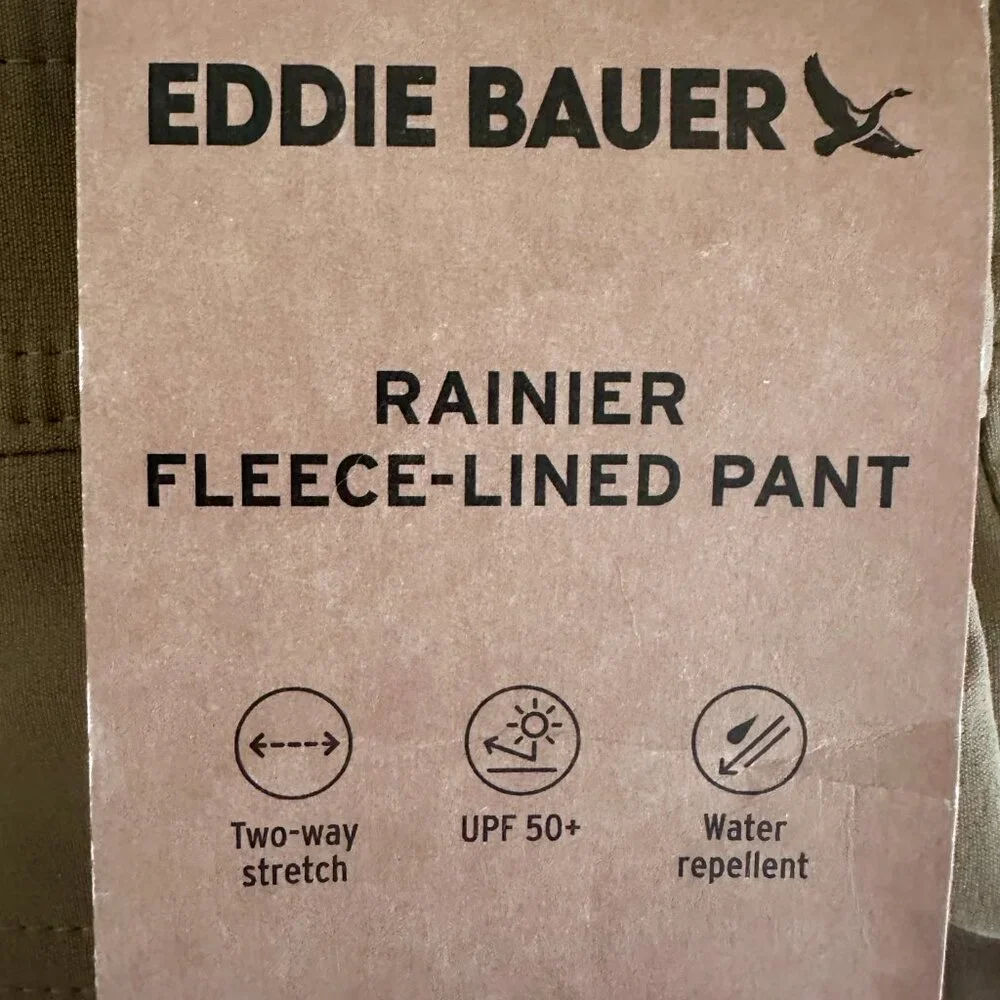 EDDIE BAUER
RAINIER
FLEECE-LINED PANT
Two-way
stretch
UPF 50+
Water
repellent